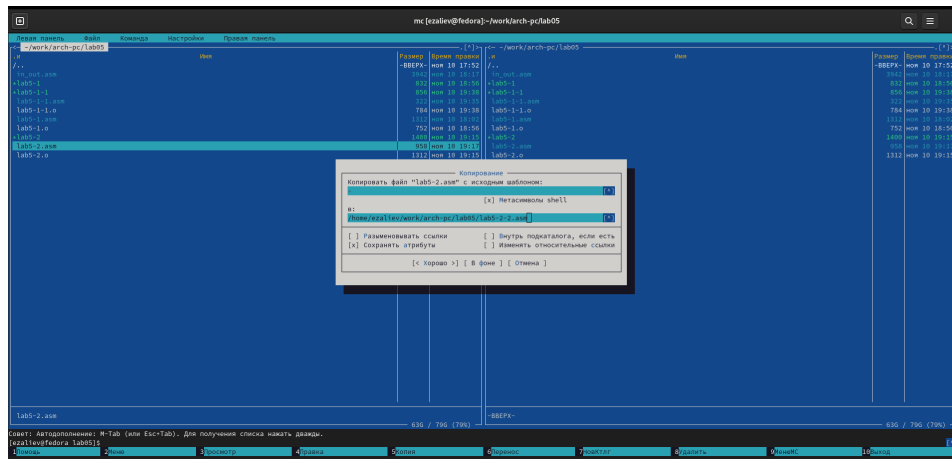 mc [ezaliev@fedora]:~/work/arch-pc/lab05
Левая панель Файл Команда Настройки Правая панель
<- ~/work/arch-pc/lab05 .[^]> <- ~/work/arch-pc/lab05 .[^]>
.и Имя Размер Время правки .и Имя Размер Время правки
/.. -ВВЕРХ- ноя 10 17:52 /.. -ВВЕРХ- ноя 10 17:52
in_out.asm 3942 ноя 10 18:17 in_out.asm 3942 ноя 10 18:17
*lab5-1 832 ноя 10 18:56 *lab5-1 832 ноя 10 18:56
*lab5-1-1 856 ноя 10 19:38 *lab5-1-1 856 ноя 10 19:38
lab5-1-1.asm 322 ноя 10 19:35 lab5-1-1.asm 322 ноя 10 19:35
lab5-1-1.o 784 ноя 10 19:38 lab5-1-1.o 784 ноя 10 19:38
lab5-1.asm 1312 ноя 10 18:02 lab5-1.asm 1312 ноя 10 18:02
lab5-1.o 752 ноя 10 18:56 lab5-1.o 752 ноя 10 18:56
*lab5-2 1400 ноя 10 19:15 *lab5-2 1400 ноя 10 19:15
lab5-2.asm 958 ноя 10 19:17 lab5-2.asm 958 ноя 10 19:17
lab5-2.o 1312 ноя 10 19:15 lab5-2.o 1312 ноя 10 19:15
Копирование
Копировать файл "lab5-2.asm" с исходным шаблоном:
[^]
[x] Метасимволы shell
в:
/home/ezaliev/work/arch-pc/lab05/lab5-2-2.asm [^]
[ ] Разыменовывать ссылки [ ] Внутрь подкаталога, если есть
[x] Сохранять атрибуты [ ] Изменять относительные ссылки
[< Хорошо >] [ В фоне ] [ Отмена ]
lab5-2.asm -ВВЕРХ-
63G / 79G (79%) 63G / 79G (79%)
Совет: Автодополнение: M-Tab (или Esc+Tab). Для получения списка нажать дважды.
[ezaliev@fedora lab05]$
1Помощь 2Меню 3Просмотр 4Правка 5Копия 6Перенос 7НовКтлг 8Удалить 9МенюМС 10Выход